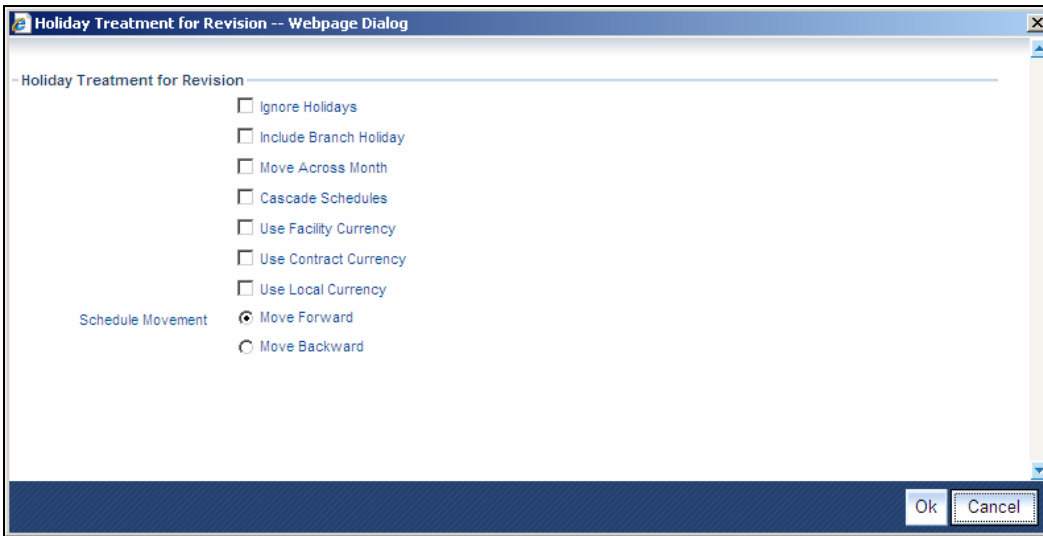 Holiday Treatment for Revision -- Webpage Dialog
Holiday Treatment for Revision
Ignore Holidays
Include Branch Holiday
Move Across Month
Cascade Schedules
Use Facility Currency
Use Contract Currency
Use Local Currency
Schedule Movement Move Forward
Move Backward
Ok Cancel